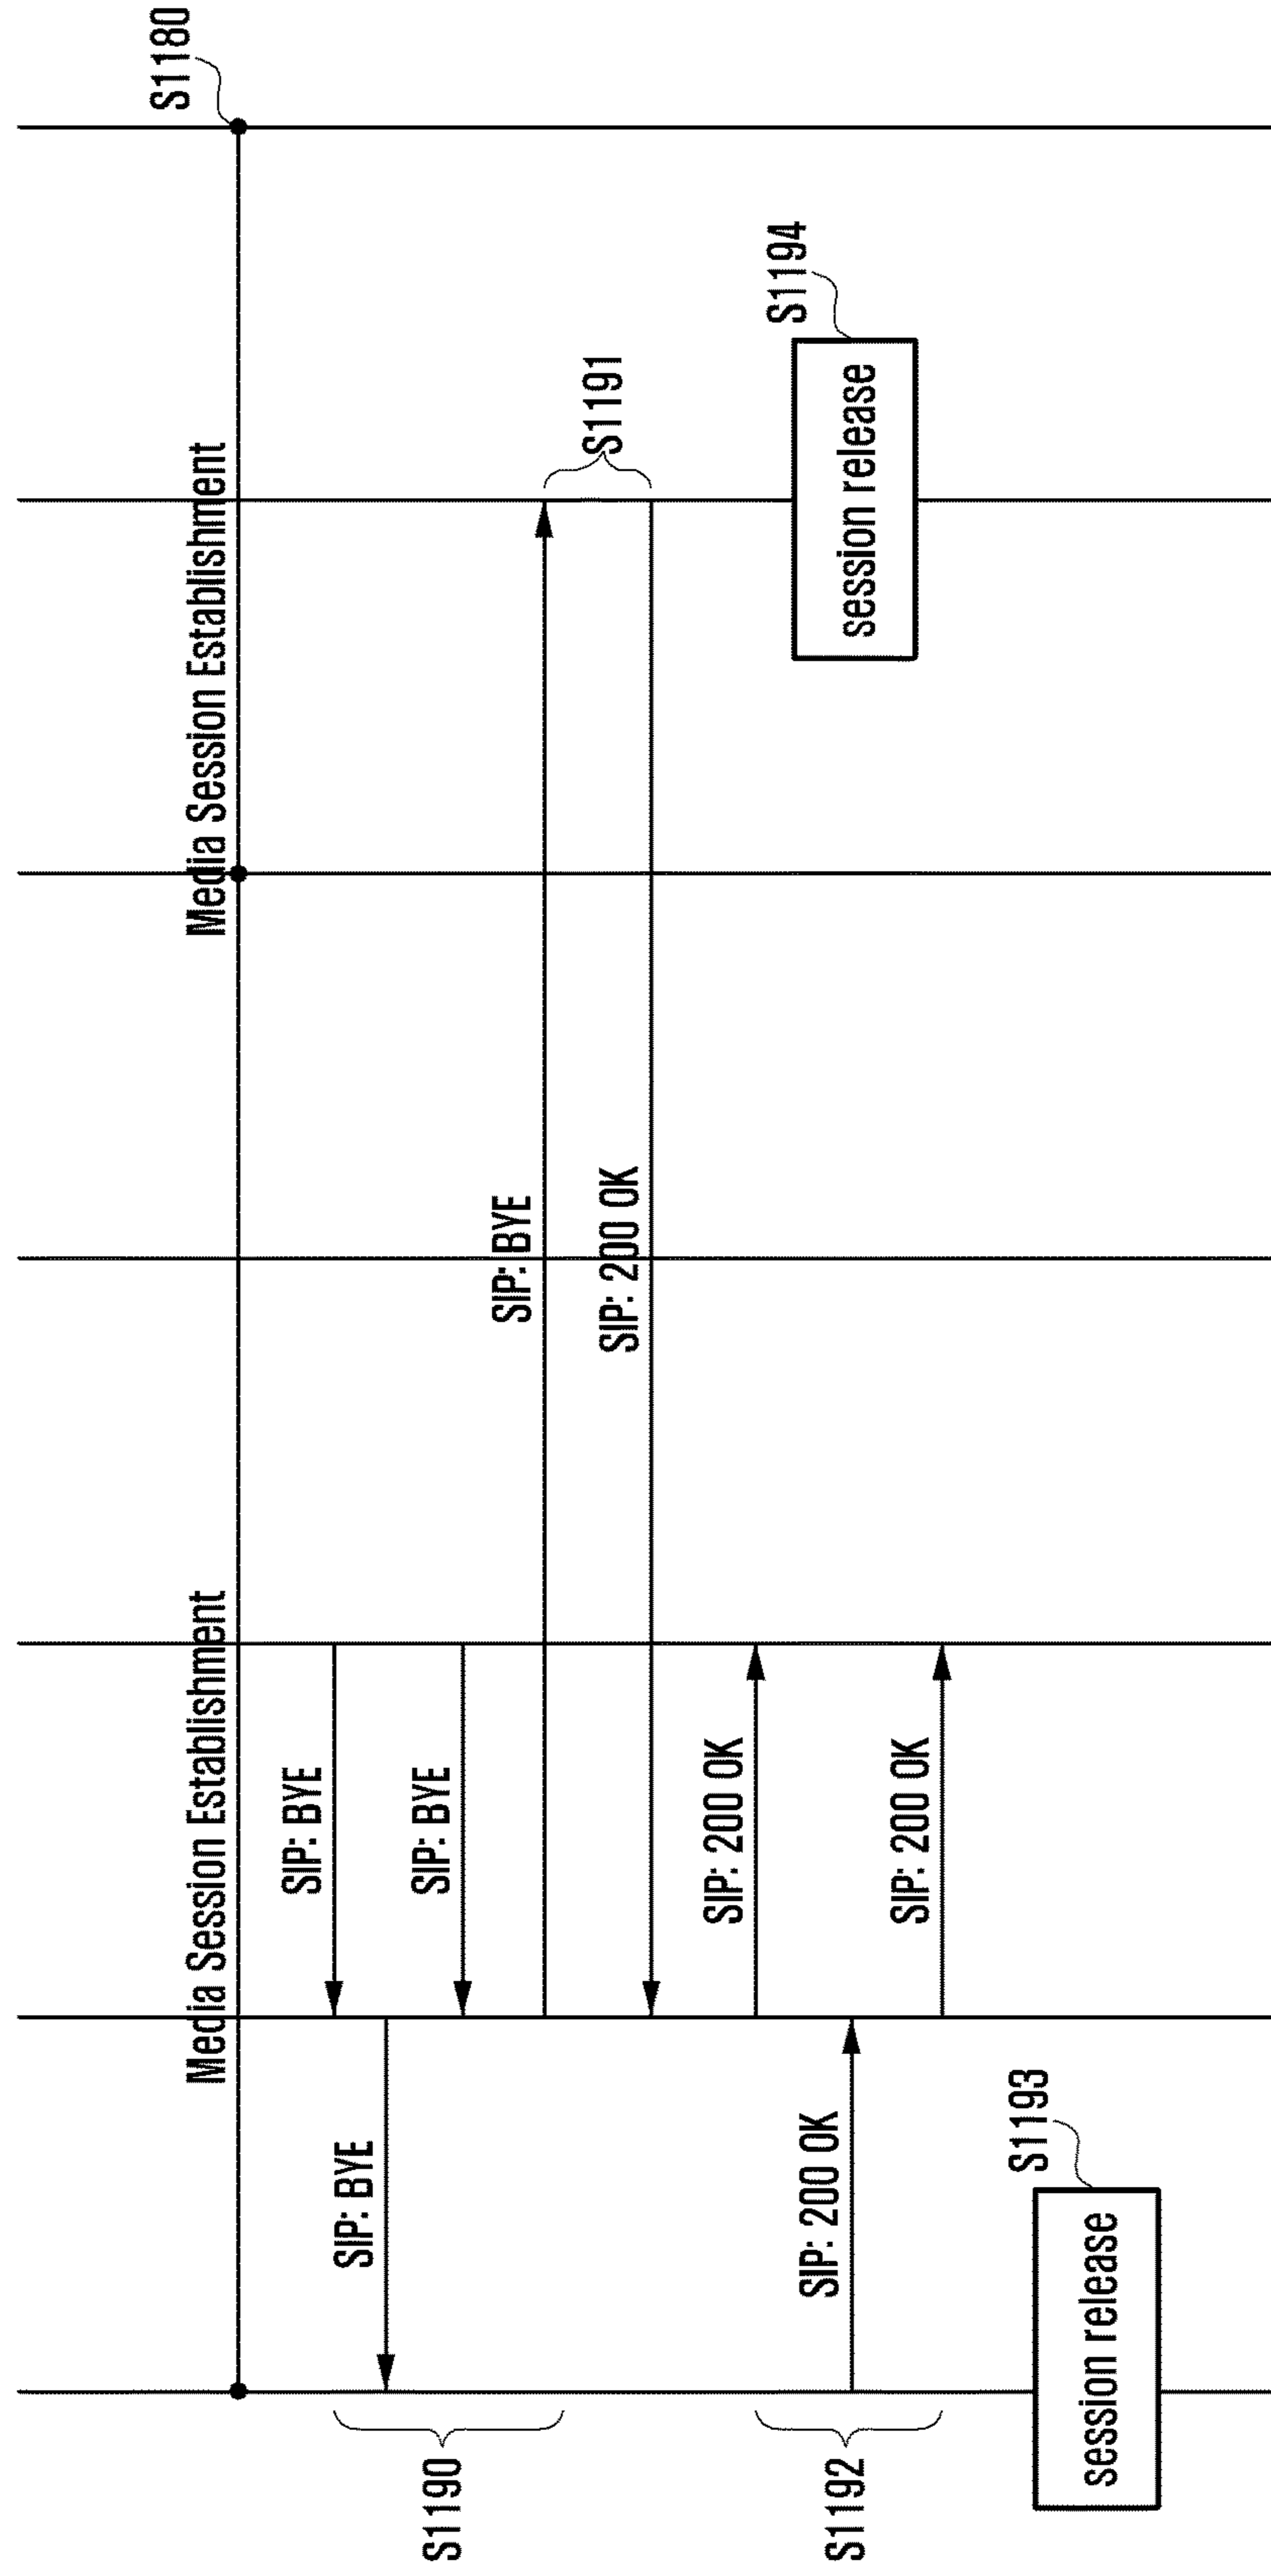 S1180
Media Session Establishment
Media Session Establishment
SIP: BYE
SIP: BYE
SIP: BYE
S1190
SIP: BYE
S1191
SIP: 200 OK
SIP: 200 OK
SIP: 200 OK
SIP: 200 OK
S1192
S1194
session release
S1193
session release